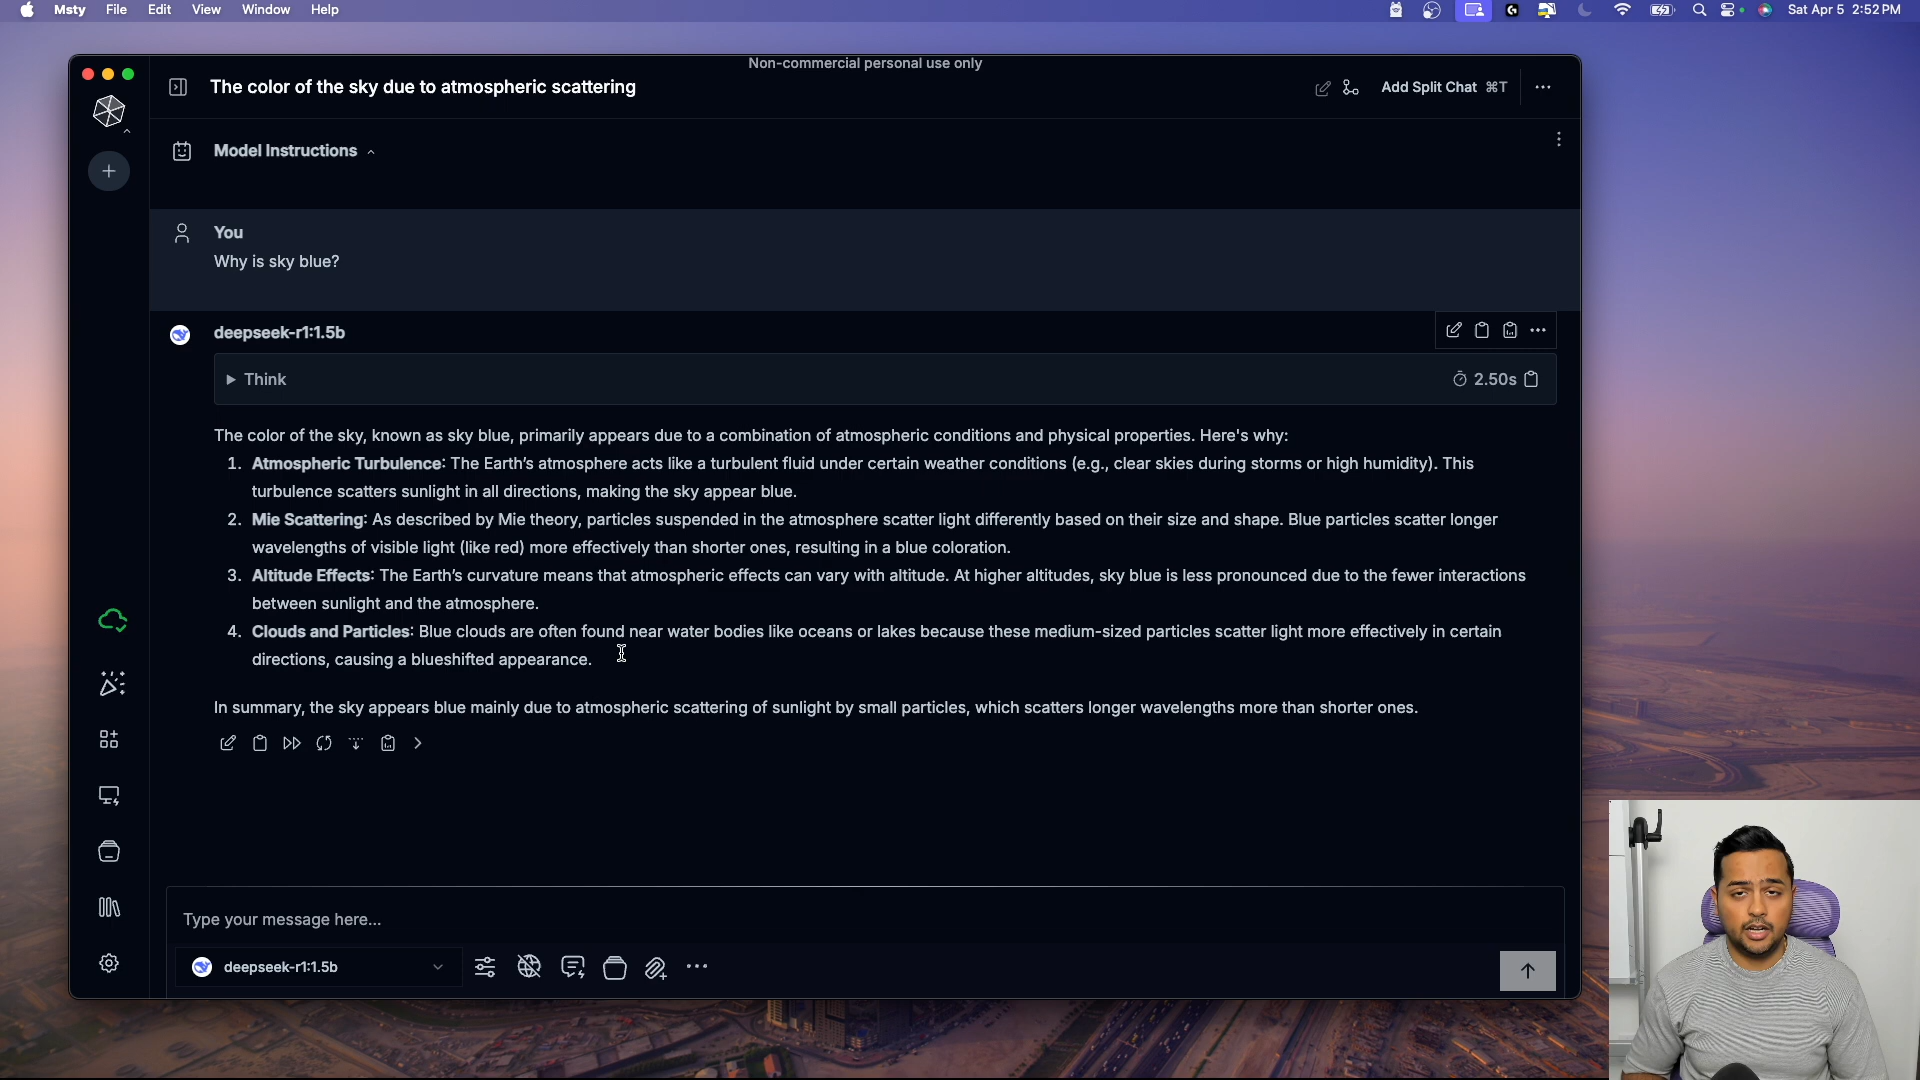 Msty File Edit View Window Help
Sat Apr 5 2:52 PM
Non-commercial personal use only
The color of the sky due to atmospheric scattering
Add Split Chat ⌘T
Model Instructions
You
Why is sky blue?
deepseek-r1:1.5b
Think
2.50s
The color of the sky, known as sky blue, primarily appears due to a combination of atmospheric conditions and physical properties. Here's why:
1. Atmospheric Turbulence: The Earth's atmosphere acts like a turbulent fluid under certain weather conditions (e.g., clear skies during storms or high humidity). This
turbulence scatters sunlight in all directions, making the sky appear blue.
2. Mie Scattering: As described by Mie theory, particles suspended in the atmosphere scatter light differently based on their size and shape. Blue particles scatter longer
wavelengths of visible light (like red) more effectively than shorter ones, resulting in a blue coloration.
3. Altitude Effects: The Earth's curvature means that atmospheric effects can vary with altitude. At higher altitudes, sky blue is less pronounced due to the fewer interactions
between sunlight and the atmosphere.
4. Clouds and Particles: Blue clouds are often found near water bodies like oceans or lakes because these medium-sized particles scatter light more effectively in certain
directions, causing a blueshifted appearance.
In summary, the sky appears blue mainly due to atmospheric scattering of sunlight by small particles, which scatters longer wavelengths more than shorter ones.
Type your message here...
deepseek-r1:1.5b